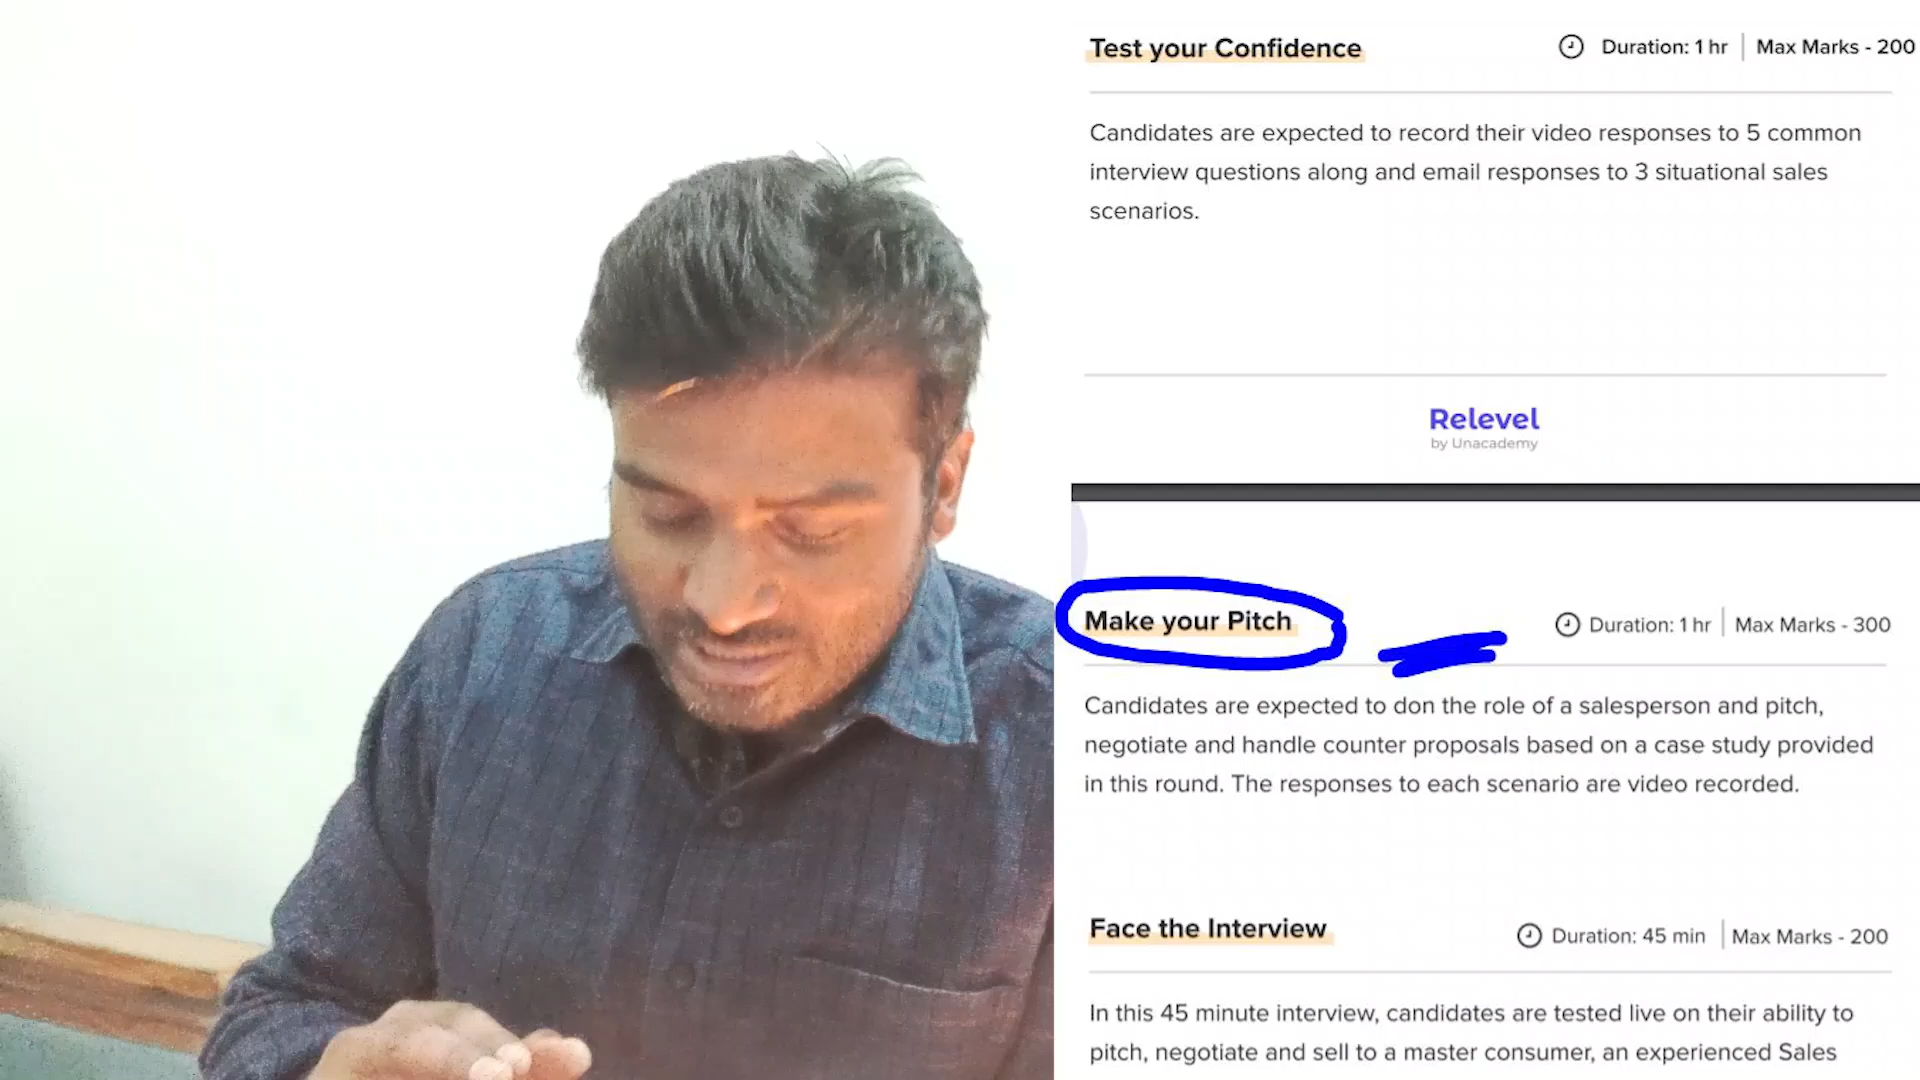 Test your Confidence
Duration: 1 hr | Max Marks - 200
Candidates are expected to record their video responses to 5 common
interview questions along and email responses to 3 situational sales
scenarios.
Relevel
by Unacademy
Make your Pitch
Duration: 1 hr | Max Marks - 300
Candidates are expected to don the role of a salesperson and pitch,
negotiate and handle counter proposals based on a case study provided
in this round. The responses to each scenario are video recorded.
Face the Interview
Duration: 45 min | Max Marks - 200
In this 45 minute interview, candidates are tested live on their ability to
pitch, negotiate and sell to a master consumer, an experienced Sales